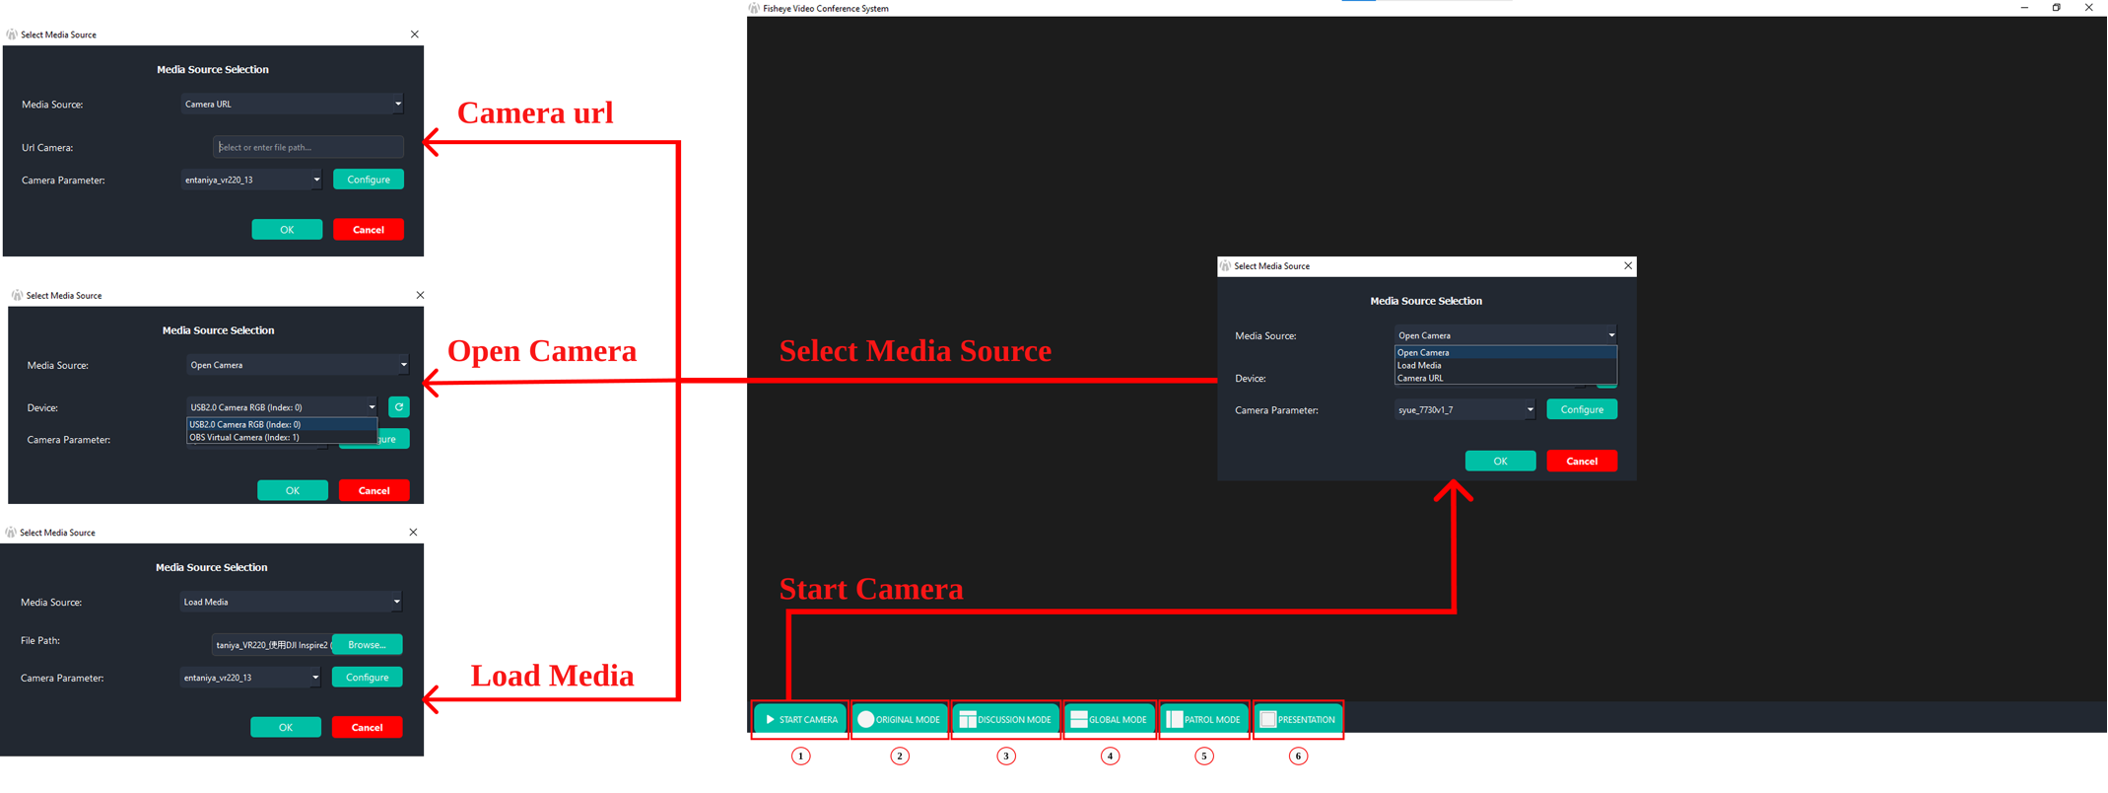 Select Media Source
Media Source Selection
Media Source:
Camera URL
Url Camera:
Select or enter file path...
Camera Parameter:
entaniya_vr220_13
Configure
OK
Cancel
Select Media Source
Media Source Selection
Media Source:
Open Camera
Device:
USB2.0 Camera RGB (Index: 0)
USB2.0 Camera RGB (Index: 0)
OBS Virtual Camera (Index: 1)
Camera Parameter:
ure
OK
Cancel
Select Media Source
Media Source Selection
Media Source:
Load Media
File Path:
taniya_VR220_使用DJI Inspire2 (
Browse...
Camera Parameter:
entaniya_vr220_13
Configure
OK
Cancel
Camera url
Open Camera
Load Media
Fisheye Video Conference System
Select Media Source
Select Media Source
Media Source Selection
Media Source:
Open Camera
Open Camera
Load Media
Camera URL
Device:
Camera Parameter:
syue_7730v1_7
Configure
OK
Cancel
Start Camera
START CAMERA
ORIGINAL MODE
DISCUSSION MODE
GLOBAL MODE
PATROL MODE
PRESENTATION
1
2
3
4
5
6